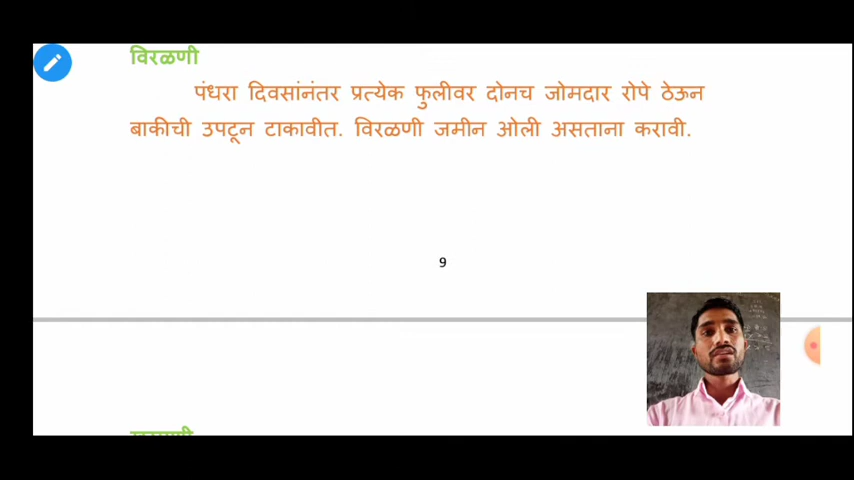 विरळणी
पंधरा दिवसांनंतर प्रत्येक फुलीवर दोनच जोमदार रोपे ठेऊन
बाकीची उपटून टाकावीत. विरळणी जमीन ओली असताना करावी.
9